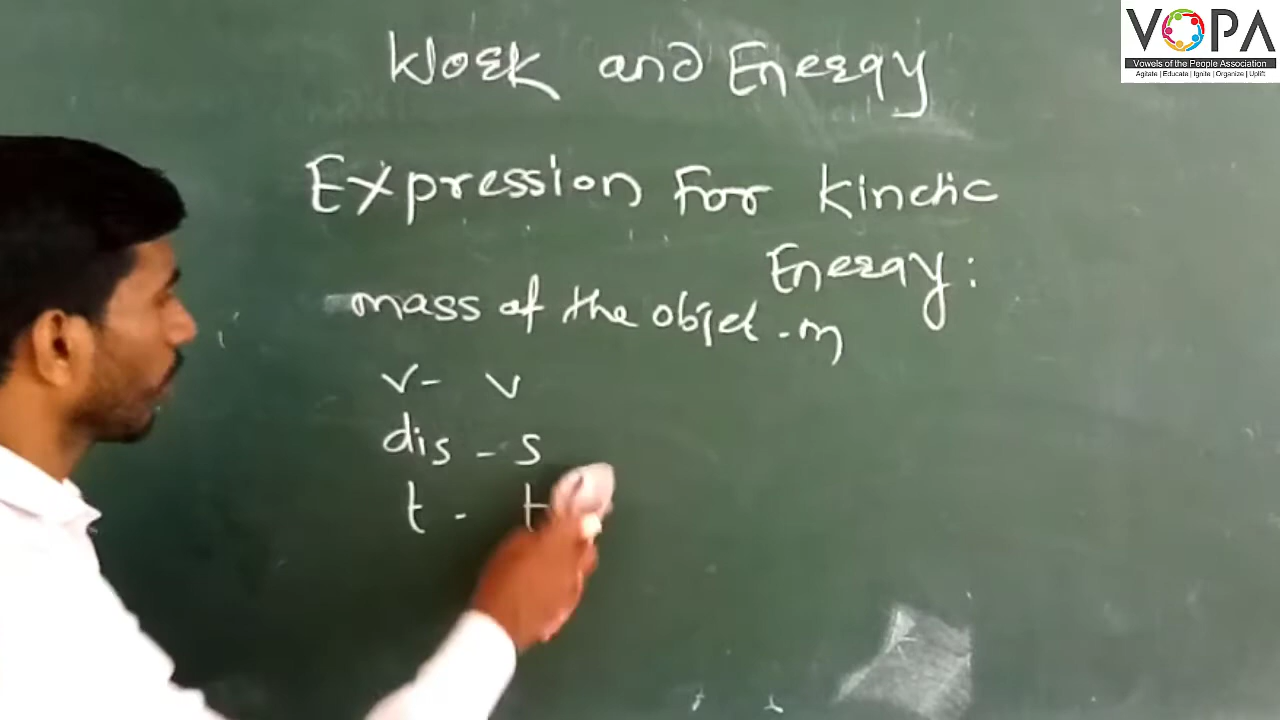 VOPA
Vowels of the People Association
Agitate | Educate | Ignite | Organize | Uplift
Work and Energy
Expression For Kinetic
Energy:
mass of the objet - m
v - v
dis - s
t - t